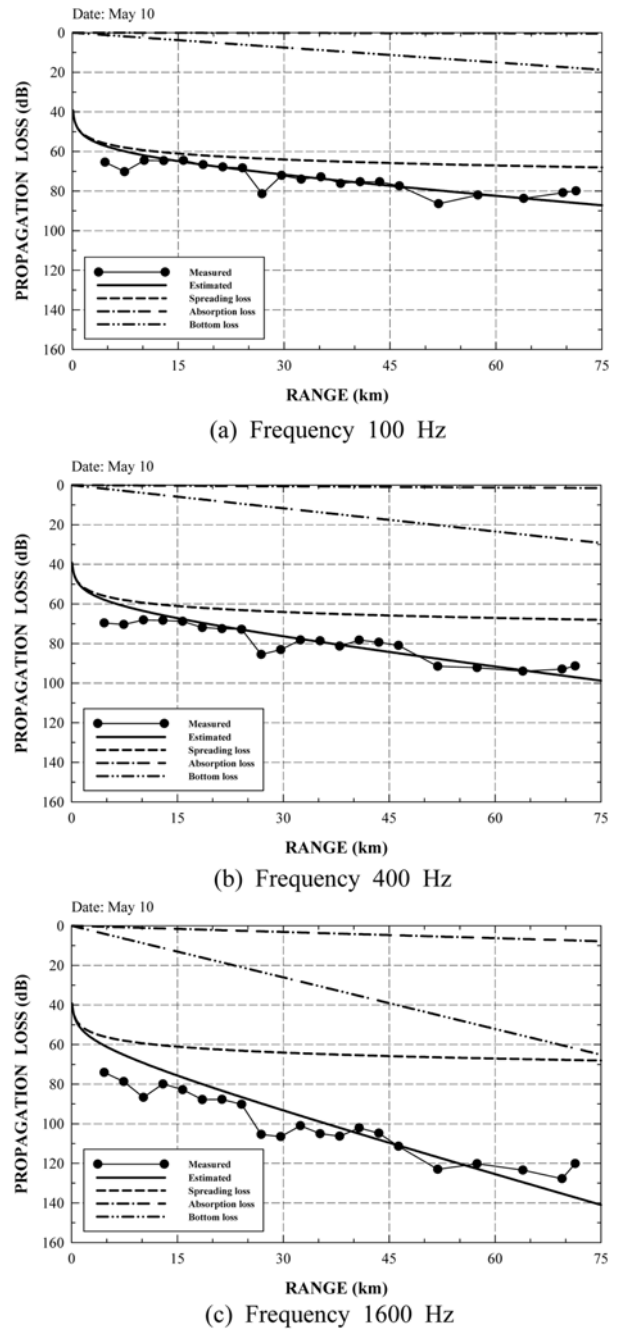 Date: May 10
PROPAGATION LOSS (dB)
0
20
40
60
80
100
120
140
160
Measured
Estimated
Spreading loss
Absorption loss
Bottom loss
0 15 30 45 60 75
RANGE (km)
(a) Frequency 100 Hz
Date: May 10
PROPAGATION LOSS (dB)
0
20
40
60
80
100
120
140
160
Measured
Estimated
Spreading loss
Absorption loss
Bottom loss
0 15 30 45 60 75
RANGE (km)
(b) Frequency 400 Hz
Date: May 10
PROPAGATION LOSS (dB)
0
20
40
60
80
100
120
140
160
Measured
Estimated
Spreading loss
Absorption loss
Bottom loss
0 15 30 45 60 75
RANGE (km)
(c) Frequency 1600 Hz